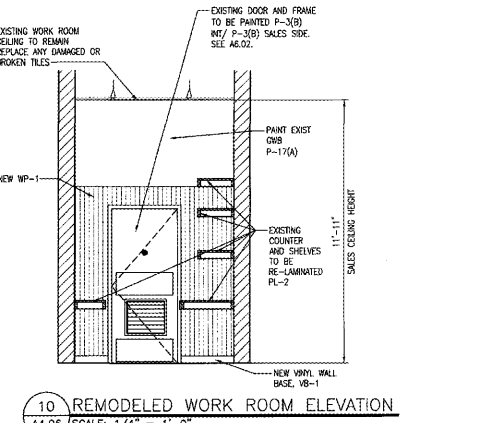 EXISTING DOOR AND FRAME
TO BE PAINTED P-3(B)
INT/ P-3(B) SALES SIDE.
SEE A6.02.
EXISTING WORK ROOM
CEILING TO REMAIN
REPLACE ANY DAMAGED OR
BROKEN TILES
PAINT EXIST
GWB
P-17(A)
NEW WP-1
EXISTING
COUNTER
AND SHELVES
TO BE
RE-LAMINATED
PL-2
11'-11"
SALES CEILING HEIGHT
NEW VINYL WALL
BASE, VB-1
10 REMODELED WORK ROOM ELEVATION
A4.06 SCALE: 1/4" = 1'-0"